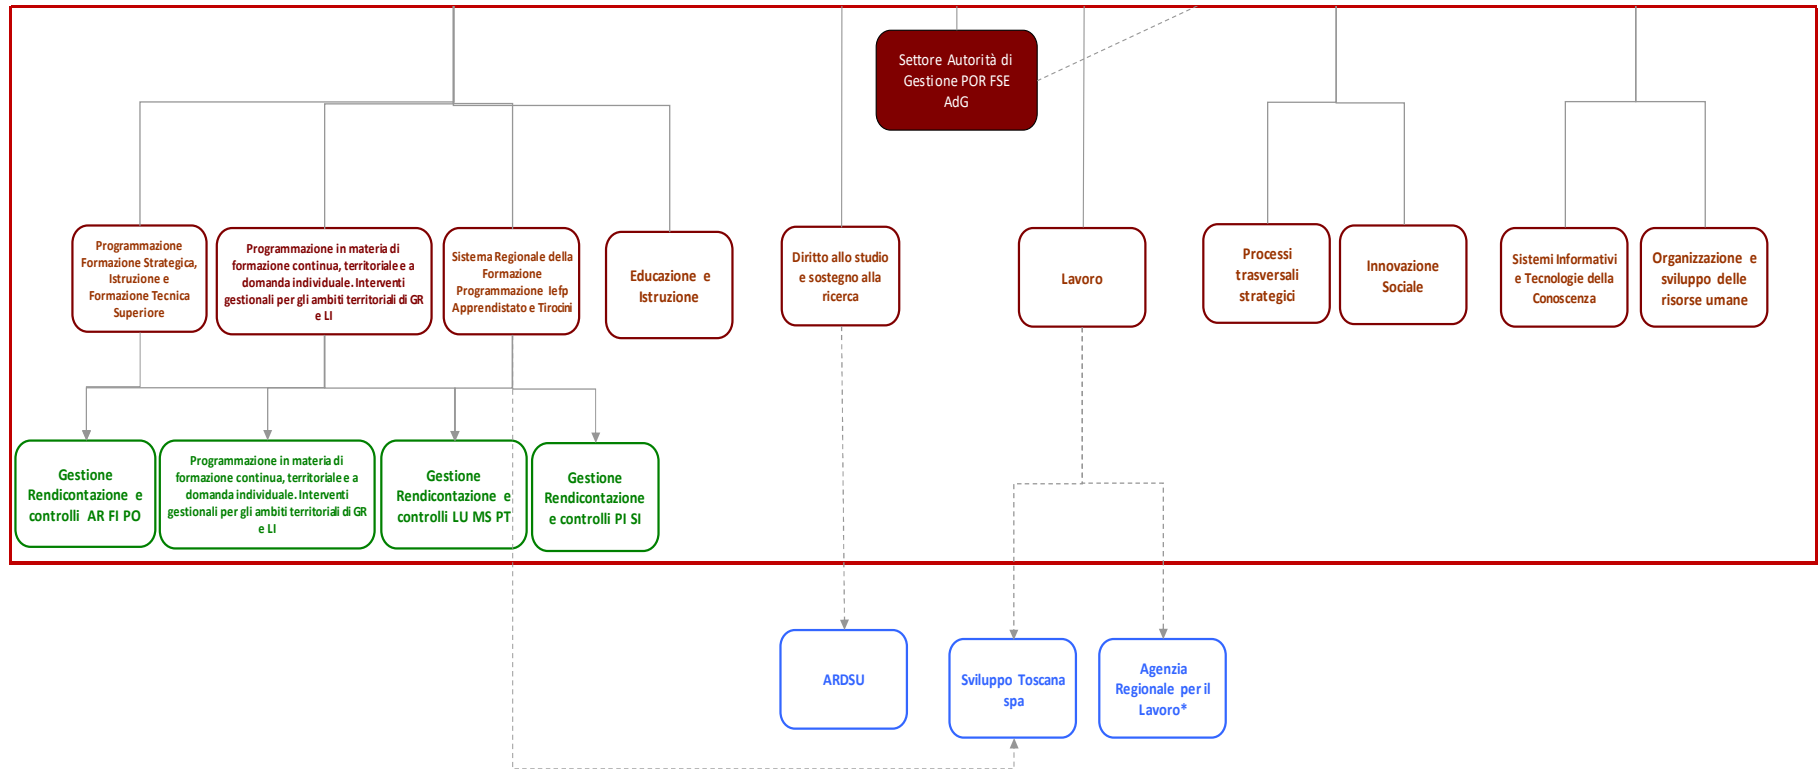 Settore Autorità di
Gestione POR FSE
AdG
Programmazione
Formazione Strategica,
Istruzione e
Formazione Tecnica
Superiore
Programmazione in materia di
formazione continua, territoriale e a
domanda individuale. Interventi
gestionali per gli ambiti territoriali di GR
e LI
Sistema Regionale della
Formazione
Programmazione Iefp
Apprendistato e Tirocini
Educazione e
Istruzione
Diritto allo studio
e sostegno alla
ricerca
Lavoro
Processi
trasversali
strategici
Innovazione
Sociale
Sistemi Informativi
e Tecnologie della
Conoscenza
Organizzazione e
sviluppo delle
risorse umane
Gestione
Rendicontazione e
controlli AR FI PO
Programmazione in materia di
formazione continua, territoriale e a
domanda individuale. Interventi
gestionali per gli ambiti territoriali di GR
e LI
Gestione
Rendicontazione e
controlli LU MS PT
Gestione
Rendicontazione
e controlli PI SI
ARDSU
Sviluppo Toscana
spa
Agenzia
Regionale per il
Lavoro*